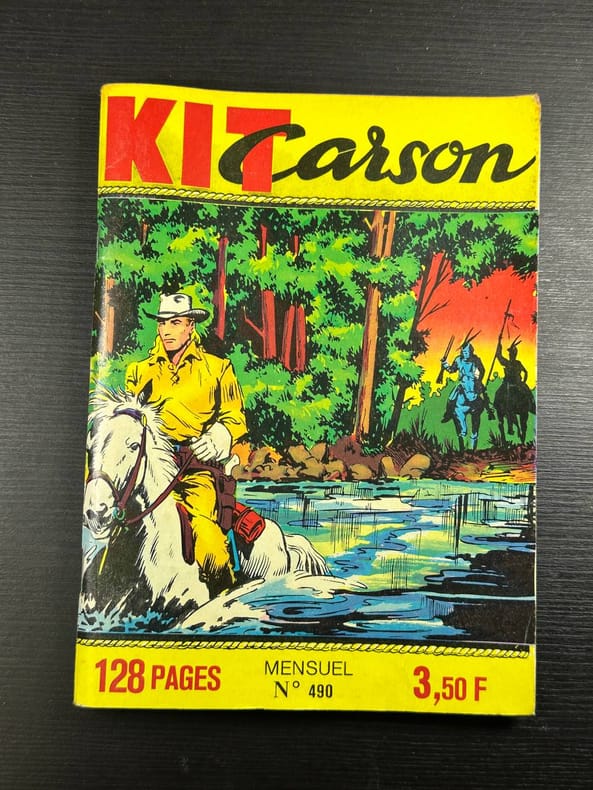 KIT Carson
128 PAGES
MENSUEL
N° 490
3,50 F